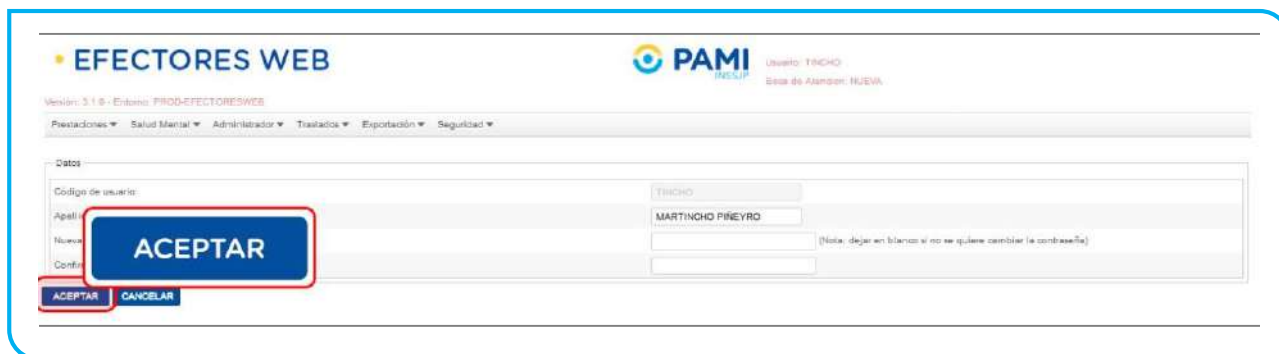 • EFECTORES WEB
PAMI
INSSJP
Usuario: TINCHO
Boca de Atención: NUEVA
Versión: 3.1.6 - Entorno: PROD-EFECTORESWEB
Prestaciones Salud Mental Administrador Traslados Exportación Seguridad
Datos
Código de usuario: TINCHO
Apelli MARTINCHO PIÑEYRO
Nueva (Nota: dejar en blanco si no se quiere cambiar la contraseña)
Confir
ACEPTAR
ACEPTAR CANCELAR